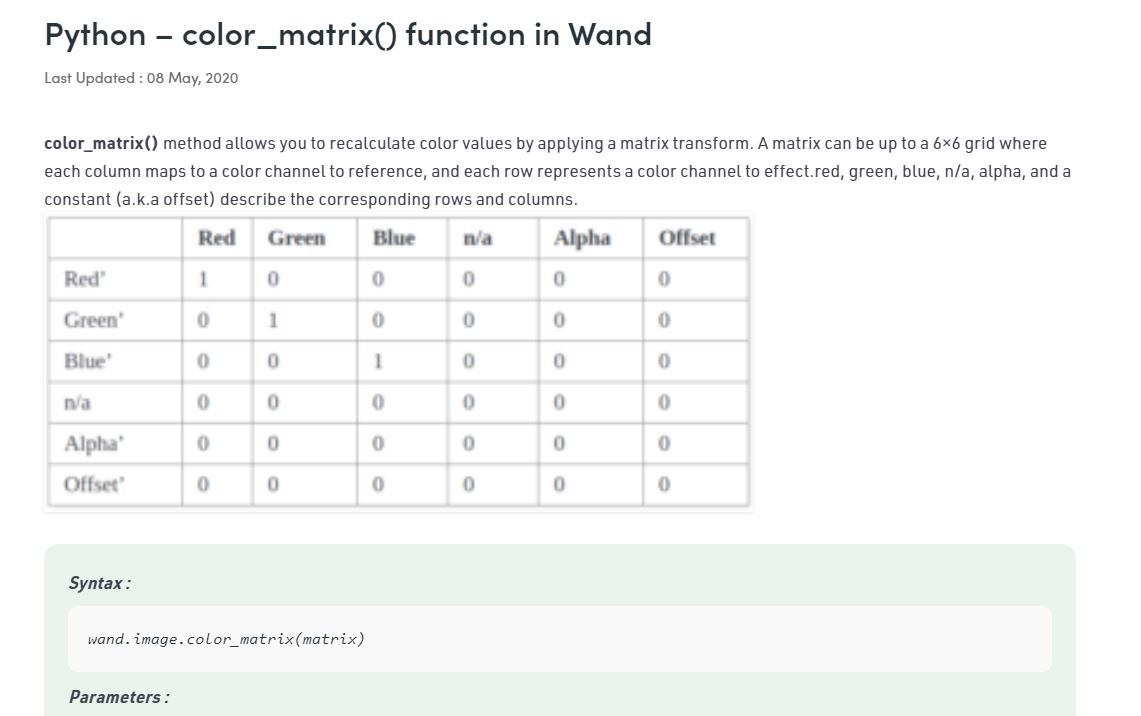 Python – color_matrix() function in Wand
Last Updated : 08 May, 2020
color_matrix() method allows you to recalculate color values by applying a matrix transform. A matrix can be up to a 6×6 grid where
each column maps to a color channel to reference, and each row represents a color channel to effect.red, green, blue, n/a, alpha, and a
constant (a.k.a offset) describe the corresponding rows and columns.
Red Green Blue n/a Alpha Offset
Red’ 1 0 0 0 0 0
Green’ 0 1 0 0 0 0
Blue’ 0 0 1 0 0 0
n/a 0 0 0 0 0 0
Alpha’ 0 0 0 0 0 0
Offset’ 0 0 0 0 0 0
Syntax :
wand.image.color_matrix(matrix)
Parameters :